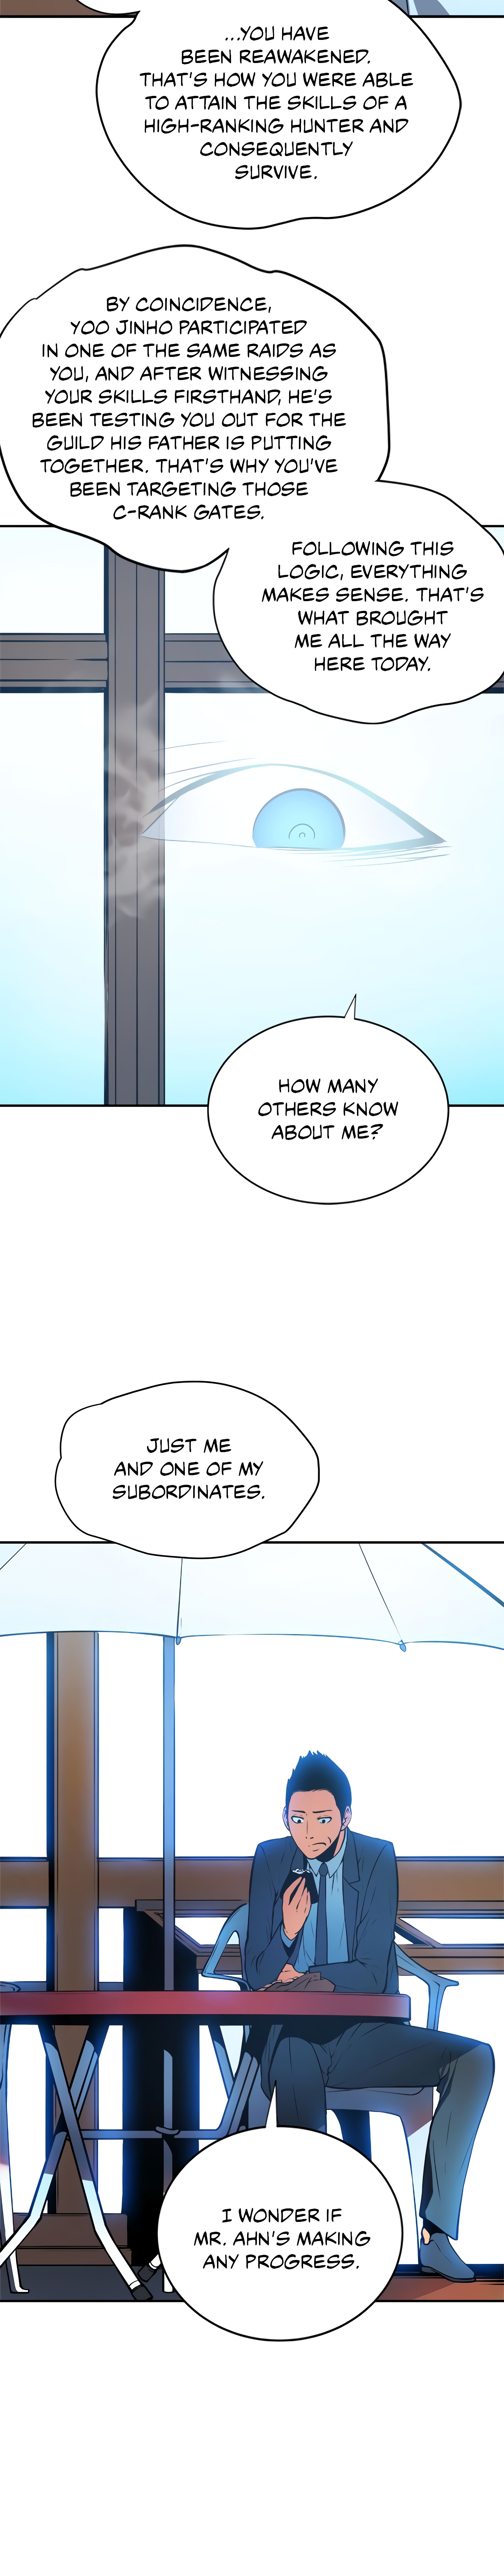 ...YOU HAVE
BEEN REAWAKENED.
THAT'S HOW YOU WERE ABLE
TO ATTAIN THE SKILLS OF A
HIGH-RANKING HUNTER AND
CONSEQUENTLY
SURVIVE.
BY COINCIDENCE,
YOO JINHO PARTICIPATED
IN ONE OF THE SAME RAIDS AS
YOU, AND AFTER WITNESSING
YOUR SKILLS FIRSTHAND, HE'S
BEEN TESTING YOU OUT FOR THE
GUILD HIS FATHER IS PUTTING
TOGETHER. THAT'S WHY YOU'VE
BEEN TARGETING THOSE
C-RANK GATES.
FOLLOWING THIS
LOGIC, EVERYTHING
MAKES SENSE. THAT'S
WHAT BROUGHT
ME ALL THE WAY
HERE TODAY.
HOW MANY
OTHERS KNOW
ABOUT ME?
JUST ME
AND ONE OF MY
SUBORDINATES.
I WONDER IF
MR. AHN'S MAKING
ANY PROGRESS.